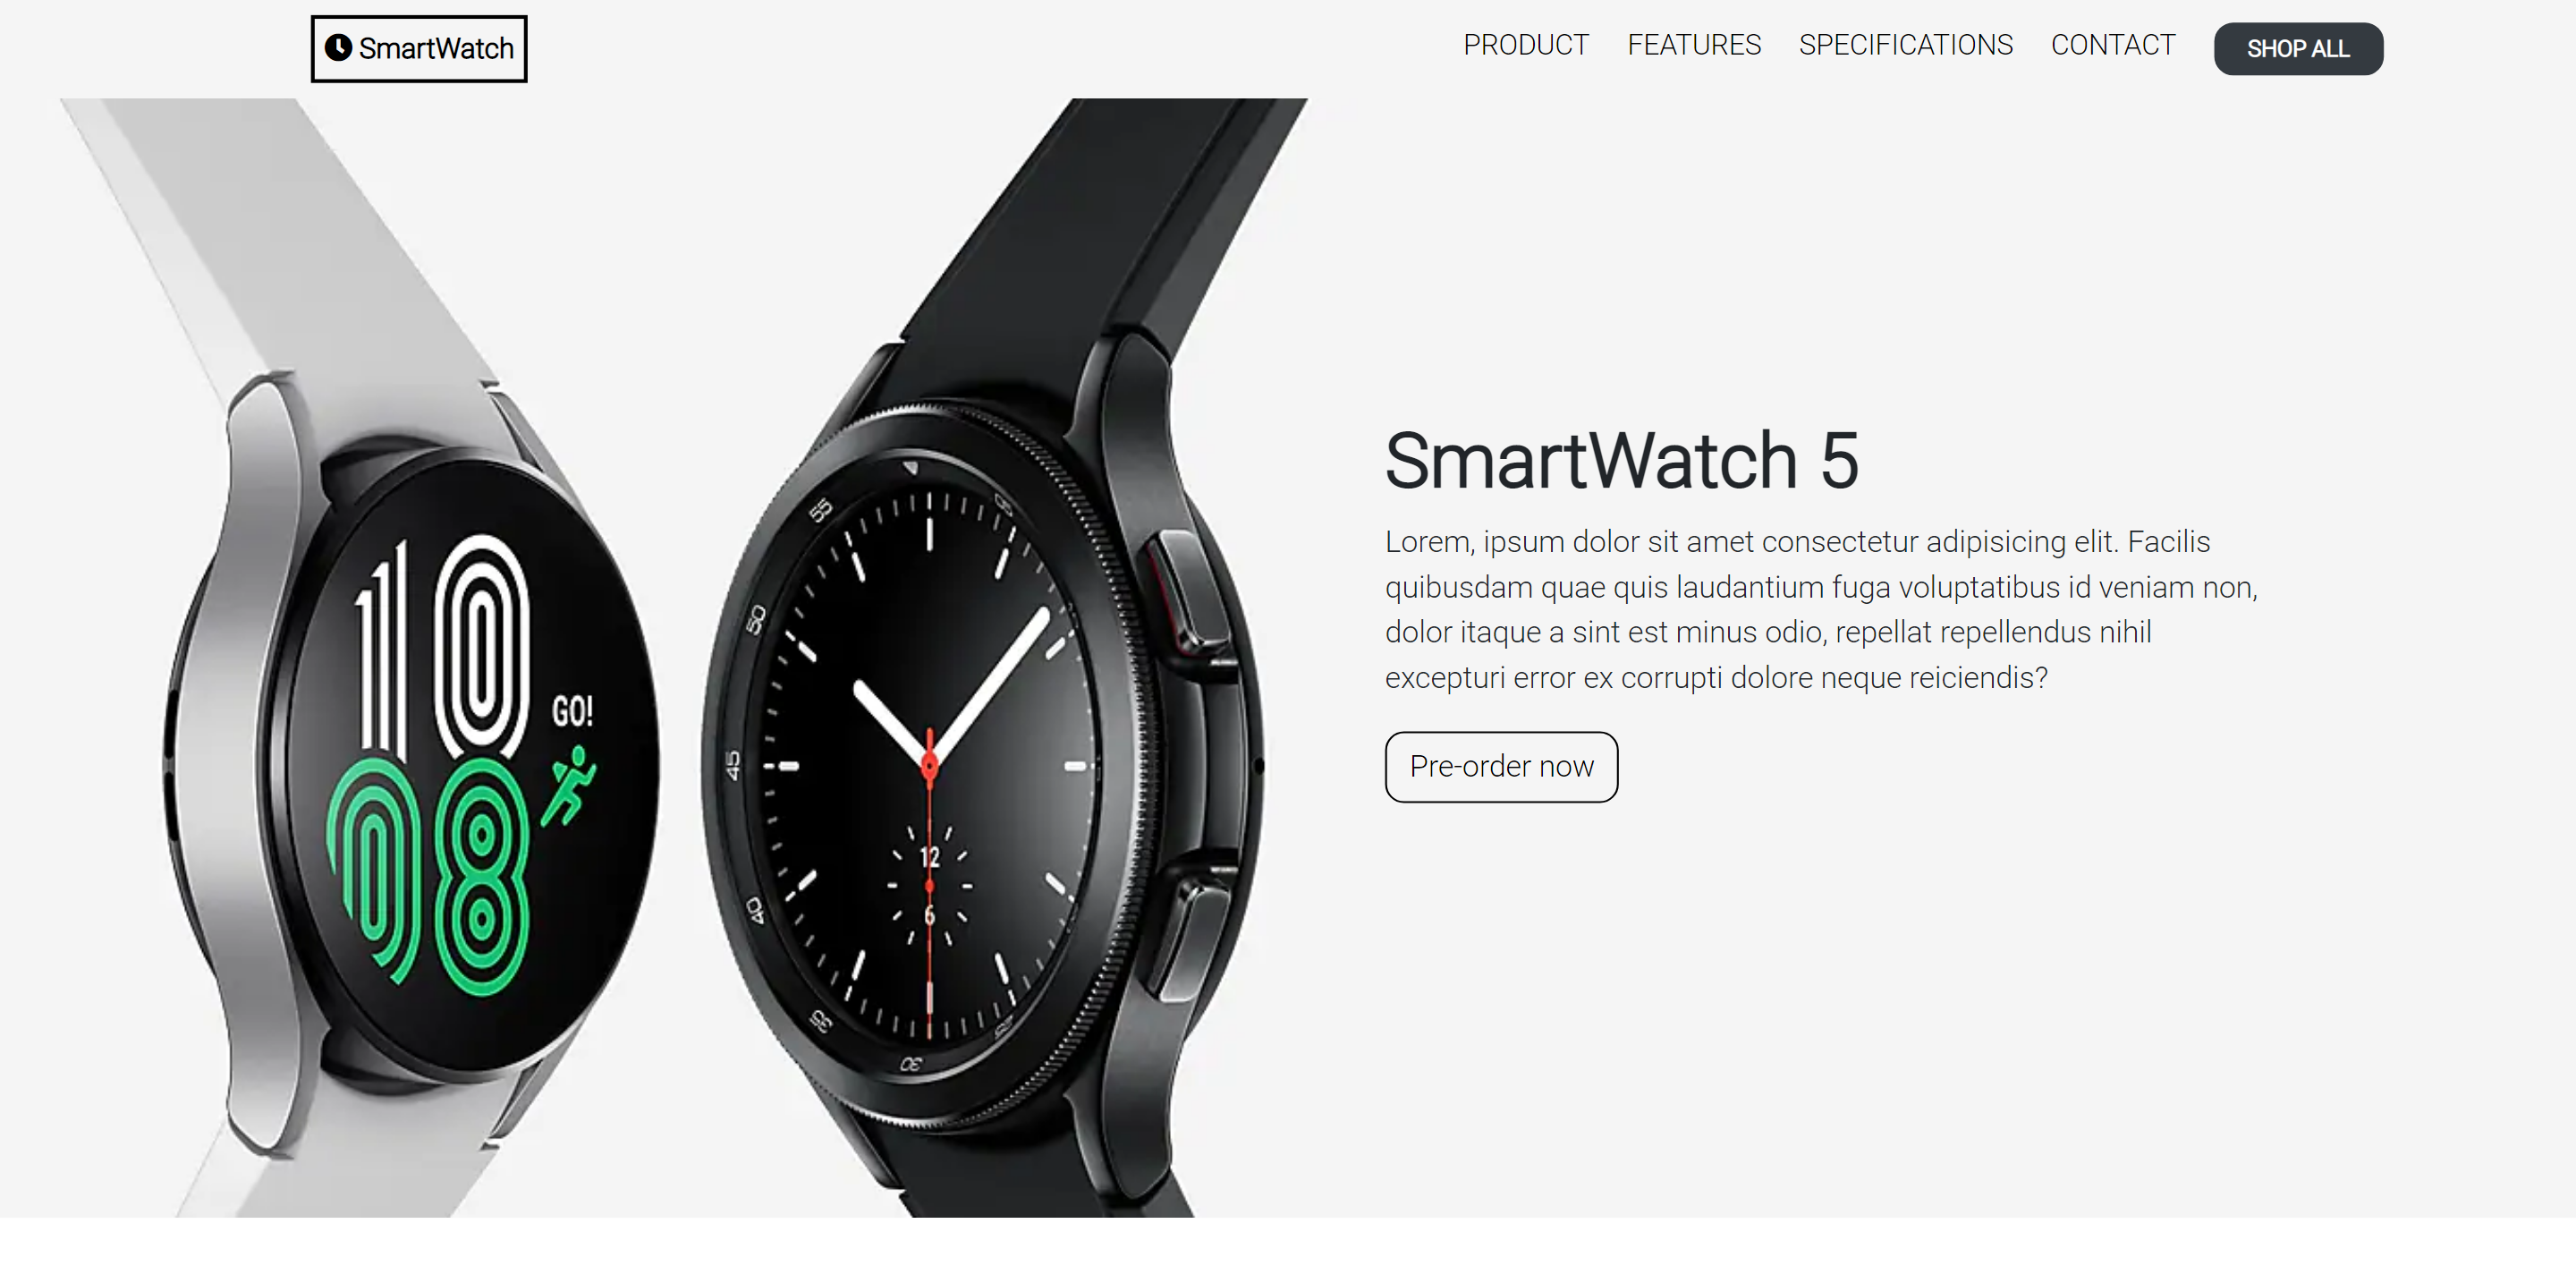 SmartWatch
PRODUCT FEATURES SPECIFICATIONS CONTACT SHOP ALL
SmartWatch 5
Lorem, ipsum dolor sit amet consectetur adipisicing elit. Facilis
quibusdam quae quis laudantium fuga voluptatibus id veniam non,
dolor itaque a sint est minus odio, repellat repellendus nihil
excepturi error ex corrupti dolore neque reiciendis?
Pre-order now
10
08
GO!
55
50
45
40
35
30
12
6